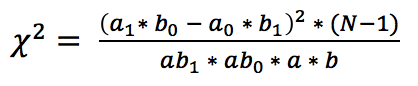 χ² = (a₁* b₀ − a₀ * b₁)² * (N−1) / ab₁ * ab₀ * a * b